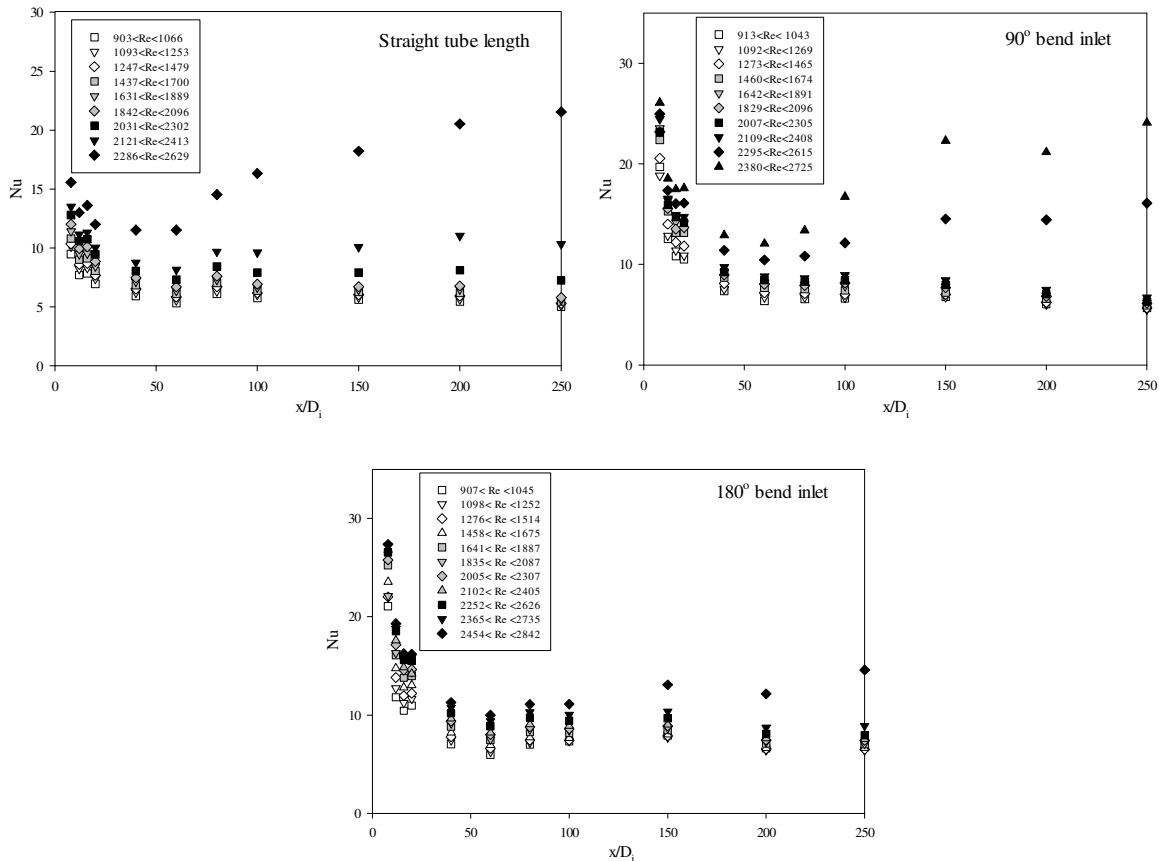 Straight tube length
903<Re<1066
1093<Re<1253
1247<Re<1479
1437<Re<1700
1631<Re<1889
1842<Re<2096
2031<Re<2302
2121<Re<2413
2286<Re<2629
Nu
30
25
20
15
10
5
0
0
50
100
150
200
250
x/Dᵢ
90° bend inlet
913<Re< 1043
1092<Re<1269
1273<Re<1465
1460<Re<1674
1642<Re<1891
1829<Re<2096
2007<Re<2305
2109<Re<2408
2295<Re<2615
2380<Re<2725
Nu
30
20
10
0
0
50
100
150
200
250
x/Dᵢ
180° bend inlet
907< Re <1045
1098< Re <1252
1276< Re <1514
1458< Re <1675
1641< Re <1887
1835< Re <2087
2005< Re <2307
2102< Re <2405
2252< Re <2626
2365< Re <2735
2454< Re <2842
Nu
30
20
10
0
0
50
100
150
200
250
x/Dᵢ